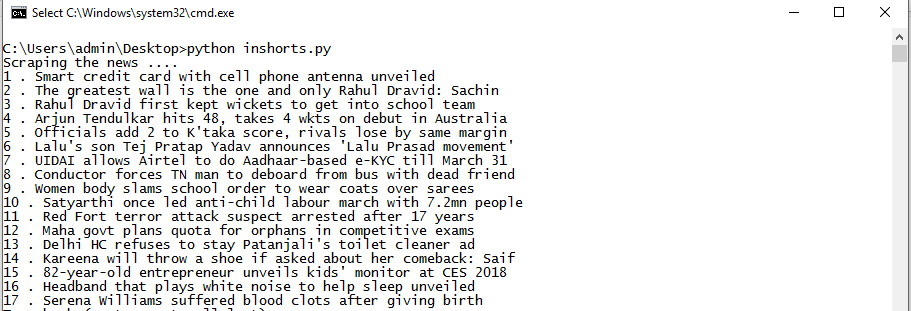 Select C:\Windows\system32\cmd.exe
C:\Users\admin\Desktop>python inshorts.py
Scraping the news ....
1 . Smart credit card with cell phone antenna unveiled
2 . The greatest wall is the one and only Rahul Dravid: Sachin
3 . Rahul Dravid first kept wickets to get into school team
4 . Arjun Tendulkar hits 48, takes 4 wkts on debut in Australia
5 . Officials add 2 to K'taka score, rivals lose by same margin
6 . Lalu's son Tej Pratap Yadav announces 'Lalu Prasad movement'
7 . UIDAI allows Airtel to do Aadhaar-based e-KYC till March 31
8 . Conductor forces TN man to deboard from bus with dead friend
9 . Women body slams school order to wear coats over sarees
10 . Satyarthi once led anti-child labour march with 7.2mn people
11 . Red Fort terror attack suspect arrested after 17 years
12 . Maha govt plans quota for orphans in competitive exams
13 . Delhi HC refuses to stay Patanjali's toilet cleaner ad
14 . Kareena will throw a shoe if asked about her comeback: Saif
15 . 82-year-old entrepreneur unveils kids' monitor at CES 2018
16 . Headband that plays white noise to help sleep unveiled
17 . Serena Williams suffered blood clots after giving birth